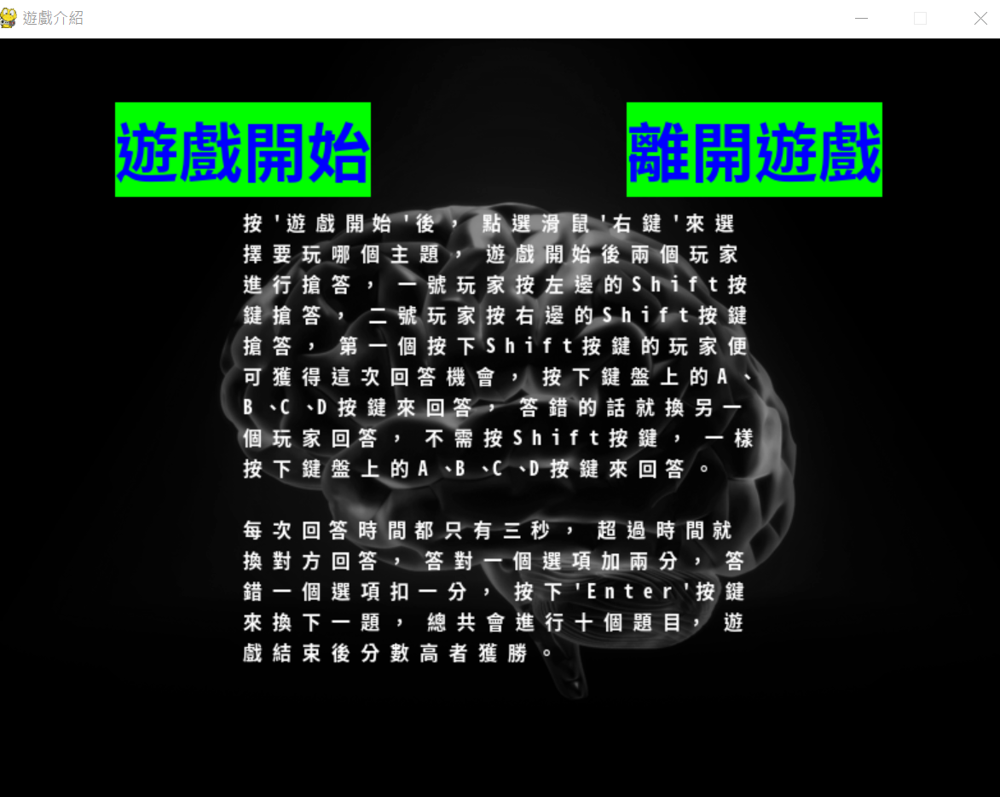 遊戲介紹
遊戲開始
離開遊戲
按'遊戲開始'後，點選滑鼠'右鍵'來選
擇要玩哪個主題，遊戲開始後兩個玩家
進行搶答，一號玩家按左邊的Shift按
鍵搶答，二號玩家按右邊的Shift按鍵
搶答，第一個按下Shift按鍵的玩家便
可獲得這次回答機會，按下鍵盤上的A、
B、C、D按鍵來回答，答錯的話就換另一
個玩家回答，不需按Shift按鍵，一樣
按下鍵盤上的A、B、C、D按鍵來回答。
每次回答時間都只有三秒，超過時間就
換對方回答，答對一個選項加兩分，答
錯一個選項扣一分，按下'Enter'按鍵
來換下一題，總共會進行十個題目，遊
戲結束後分數高者獲勝。